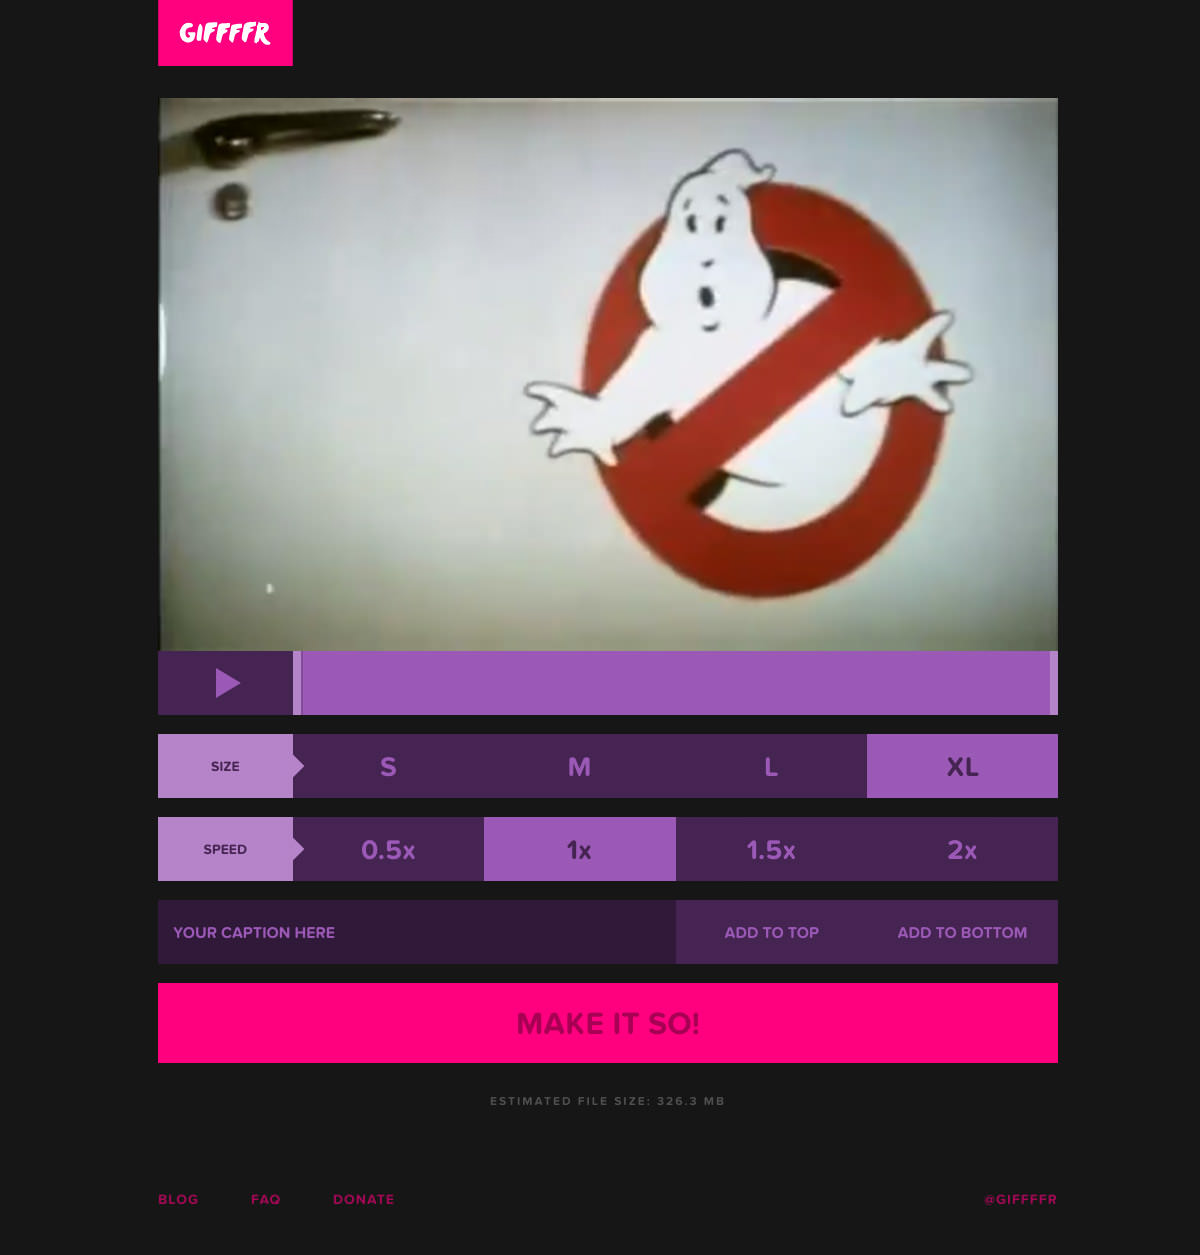 GIFFFFR
SIZE
S M L XL
SPEED
0.5x 1x 1.5x 2x
YOUR CAPTION HERE
ADD TO TOP ADD TO BOTTOM
MAKE IT SO!
ESTIMATED FILE SIZE: 326.3 MB
BLOG FAQ DONATE @GIFFFFR